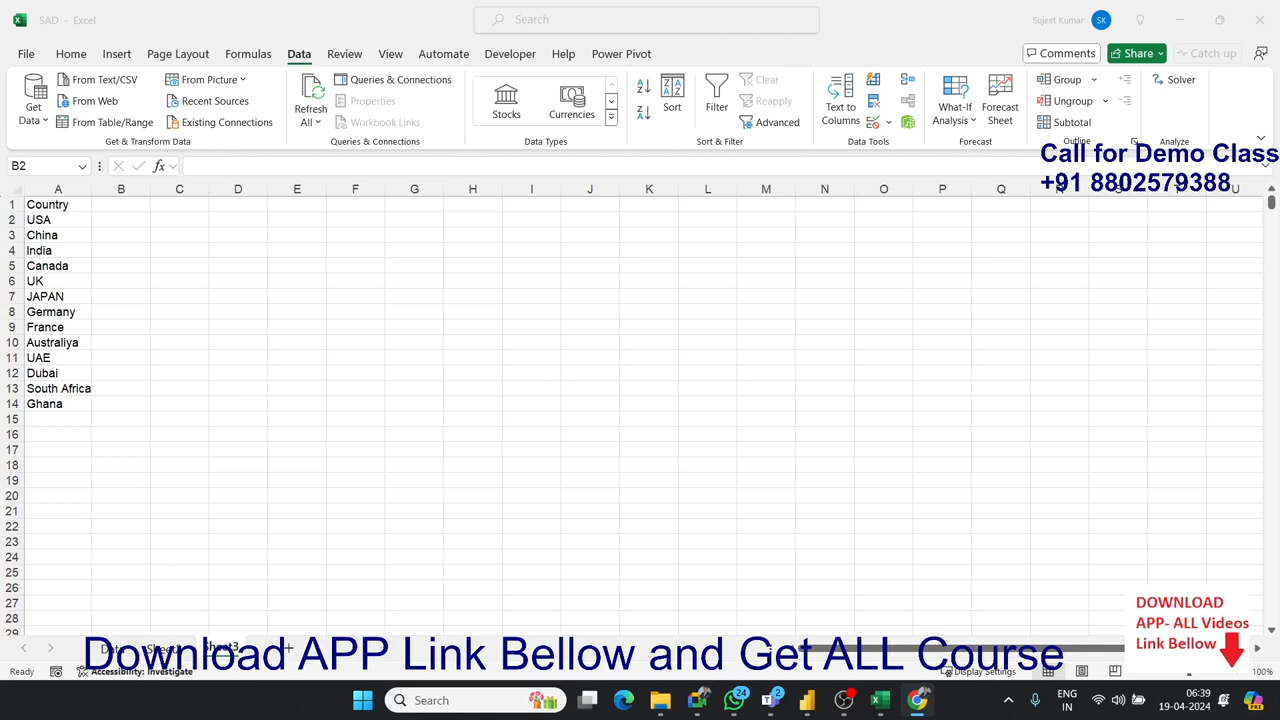 SAD - Excel
Search
Sujeet Kumar SK
File Home Insert Page Layout Formulas Data Review View Automate Developer Help Power Pivot
Comments Share Catch up
Get Data
From Text/CSV
From Web
From Table/Range
From Picture
Recent Sources
Existing Connections
Get & Transform Data
Refresh All
Queries & Connections
Properties
Workbook Links
Queries & Connections
Stocks
Currencies
Data Types
Sort
Filter
Clear
Reapply
Advanced
Sort & Filter
Text to Columns
Data Tools
What-If Analysis
Forecast Sheet
Forecast
Group
Ungroup
Subtotal
Outline
Solver
Analyze
Call for Demo Class
+91 8802579388
B2 fx
A B C D E F G H I J K L M N O P Q R S T U
1 Country
2 USA
3 China
4 India
5 Canada
6 UK
7 JAPAN
8 Germany
9 France
10 Australiya
11 UAE
12 Dubai
13 South Africa
14 Ghana
15
16
17
18
19
20
21
22
23
24
25
26
27
28
29
DOWNLOAD
APP- ALL Videos
Link Bellow
Sheet3
Download APP Link Bellow and Get ALL Course
Ready Accessibility: Investigate Display Settings 100%
Search
24
2
ENG
IN
06:39
19-04-2024